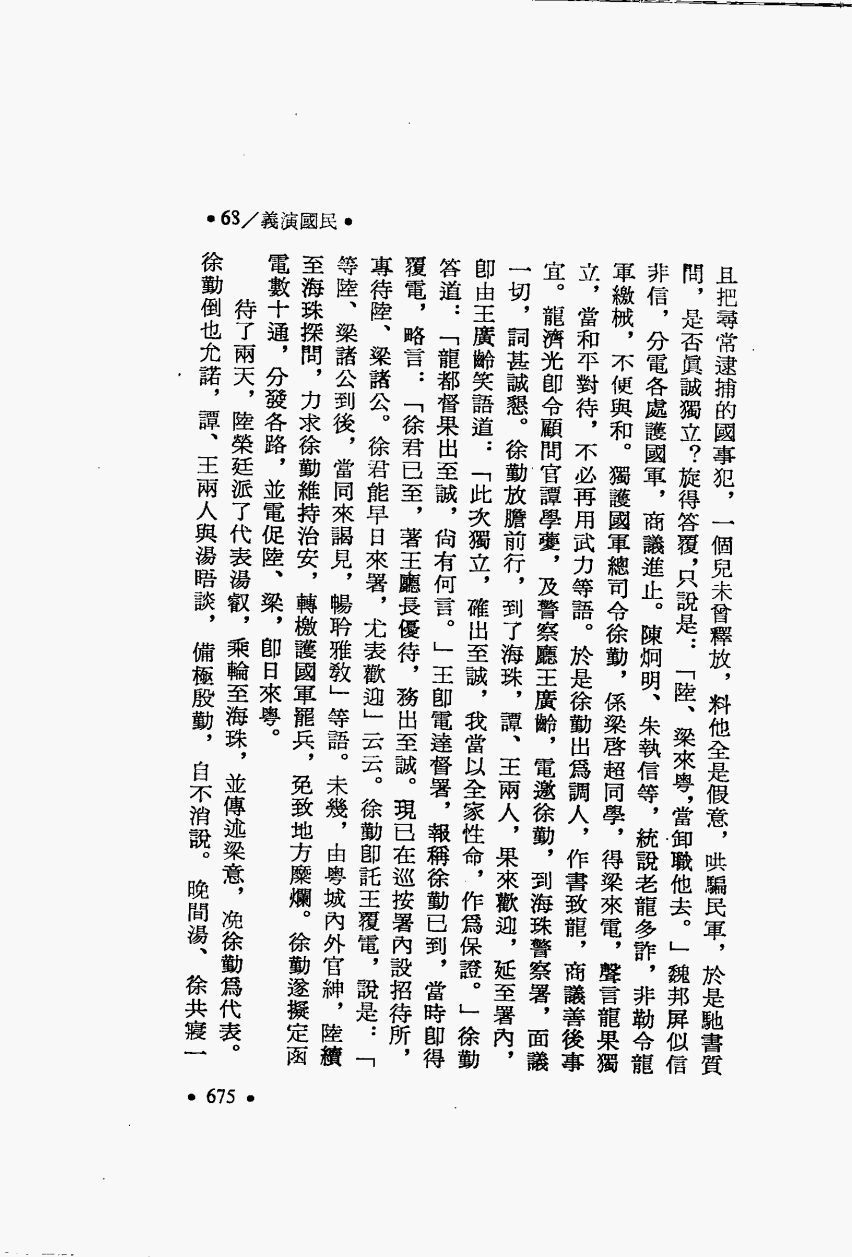 •63/義演國民•
且把尋常逮捕的國事犯，一個兒未曾釋放，料他全是假意，哄騙民軍，於是馳書質
問，是否眞誠獨立？旋得答覆，只說是：「陸、梁來粵，當卸職他去。」魏邦屏似信
非信，分電各處護國軍，商議進止。陳炯明、朱執信等，統說老龍多詐，非勒令龍
軍繳械，不便與和。獨護國軍總司令徐勤，係梁啓超同學，得梁來電，聲言龍果獨
立，當和平對待，不必再用武力等語。於是徐勤出爲調人，作書致龍，商議善後事
宜。龍濟光卽令顧問官譚學夔，及警察廳王廣齡，電邀徐勤，到海珠警察署，面議
一切，詞甚誠懇。徐勤放膽前行，到了海珠，譚、王兩人，果來歡迎，延至署內，
卽由王廣齡笑語道：「此次獨立，確出至誠，我當以全家性命，作爲保證。」徐勤
答道：「龍都督果出至誠，尙有何言。」王卽電達督署，報稱徐勤已到，當時卽得
覆電，略言：「徐君已至，著王廳長優待，務出至誠。現已在巡按署內設招待所，
專待陸、梁諸公。徐君能早日來署，尤表歡迎」云云。徐勤卽託王覆電，說是：「
等陸、梁諸公到後，當同來謁見，暢聆雅敎」等語。未幾，由粵城內外官紳，陸續
至海珠探問，力求徐勤維持治安，轉檄護國軍罷兵，免致地方糜爛。徐勤遂擬定函
電數十通，分發各路，並電促陸、梁，卽日來粵。
待了兩天，陸榮廷派了代表湯叡，乘輪至海珠，並傳述梁意，浼徐勤爲代表。
徐勤倒也允諾，譚、王兩人與湯晤談，備極殷勤，自不消說。晚間湯、徐共寢一
•675•